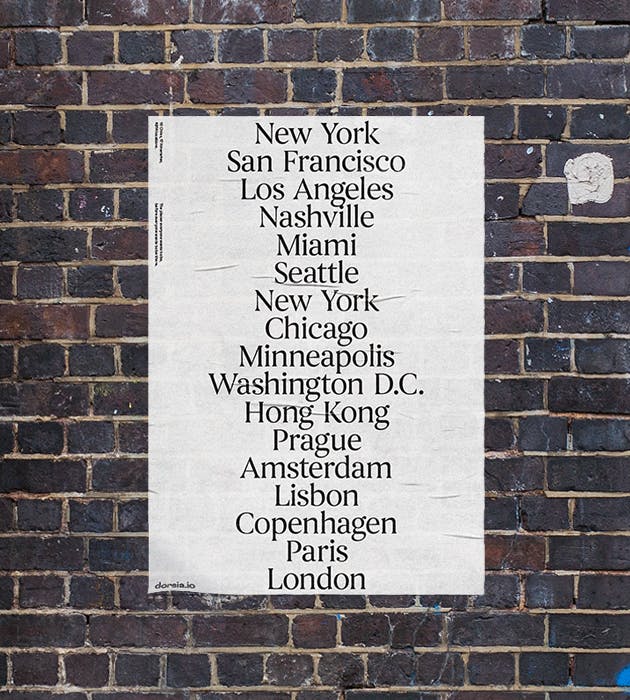 New York
San Francisco
Los Angeles
Nashville
Miami
Seattle
New York
Chicago
Minneapolis
Washington D.C.
Hong Kong
Prague
Amsterdam
Lisbon
Copenhagen
Paris
London
dorsia.io